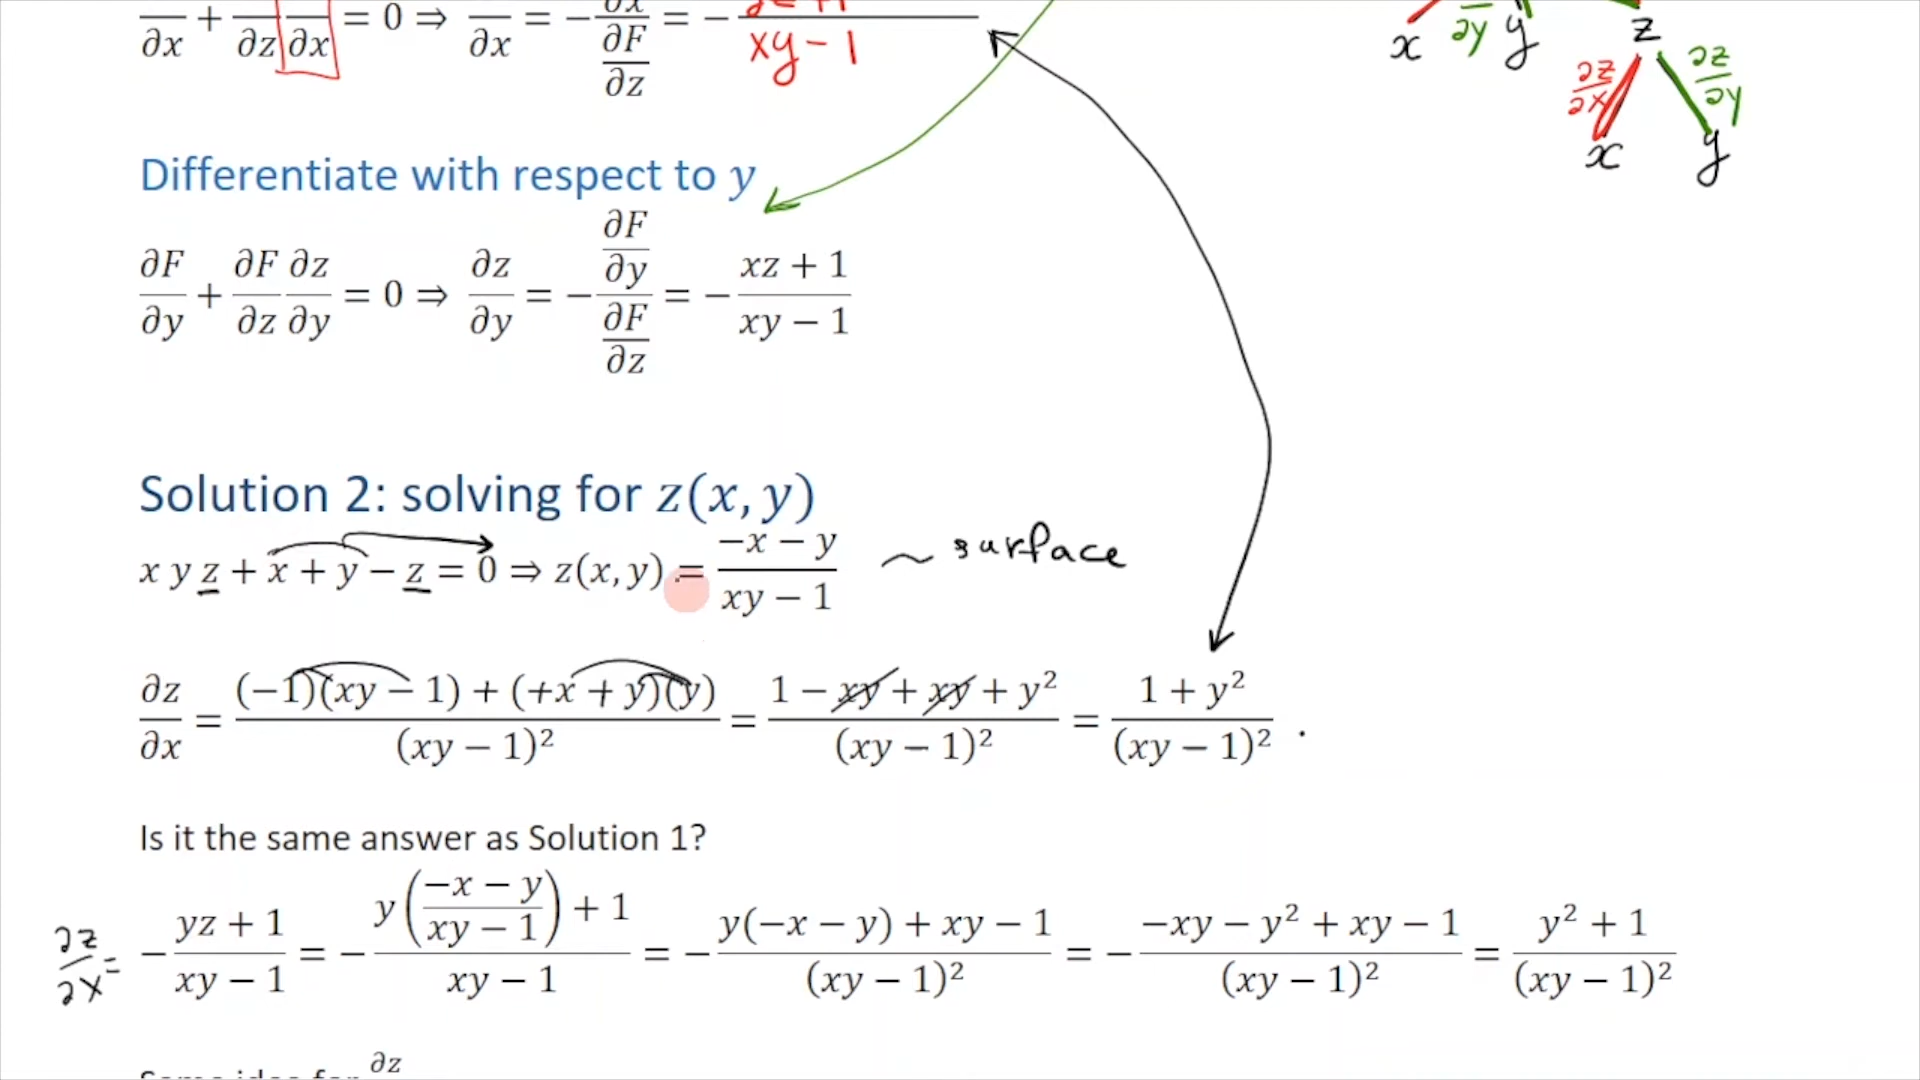 ∂x + ∂z ∂x = 0 ⇒ ∂x = − ∂F/∂z = − xy − 1
x ∂y y z
∂z/∂x ∂z/∂y
x y
Differentiate with respect to y
∂F/∂y + ∂F/∂z ∂z/∂y = 0 ⇒ ∂z/∂y = − (∂F/∂y)/(∂F/∂z) = − (xz + 1)/(xy − 1)
Solution 2: solving for z(x, y)
x y z + x + y − z = 0 ⇒ z(x, y) = (−x − y)/(xy − 1) ~ surface
∂z/∂x = ((−1)(xy − 1) + (+x + y)(y))/(xy − 1)² = (1 − xy + xy + y²)/(xy − 1)² = (1 + y²)/(xy − 1)² .
Is it the same answer as Solution 1?
∂z/∂x = − (yz + 1)/(xy − 1) = − (y((−x − y)/(xy − 1)) + 1)/(xy − 1) = − (y(−x − y) + xy − 1)/(xy − 1)² = − (−xy − y² + xy − 1)/(xy − 1)² = (y² + 1)/(xy − 1)²
Same idea for ∂z